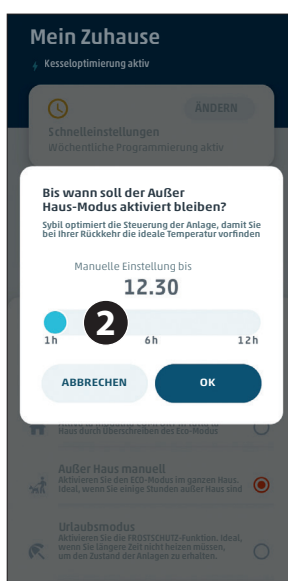 Mein Zuhause
Kesseloptimierung aktiv
ÄNDERN
Schnelleinstellungen
Wöchentliche Programmierung aktiv
Bis wann soll der Außer
Haus-Modus aktiviert bleiben?
Sybil optimiert die Steuerung der Anlage, damit Sie
bei Ihrer Rückkehr die ideale Temperatur vorfinden
Manuelle Einstellung bis
12.30
2
1h 6h 12h
ABBRECHEN OK
Haus durch Überschreiben des Eco-Modus
Außer Haus manuell
Aktivieren Sie den ECO-Modus im ganzen Haus.
Ideal, wenn Sie einige Stunden außer Haus sind
Urlaubsmodus
Aktivieren Sie die FROSTSCHUTZ-Funktion. Ideal,
wenn Sie längere Zeit nicht heizen müssen,
um den Zustand der Anlagen zu erhalten.